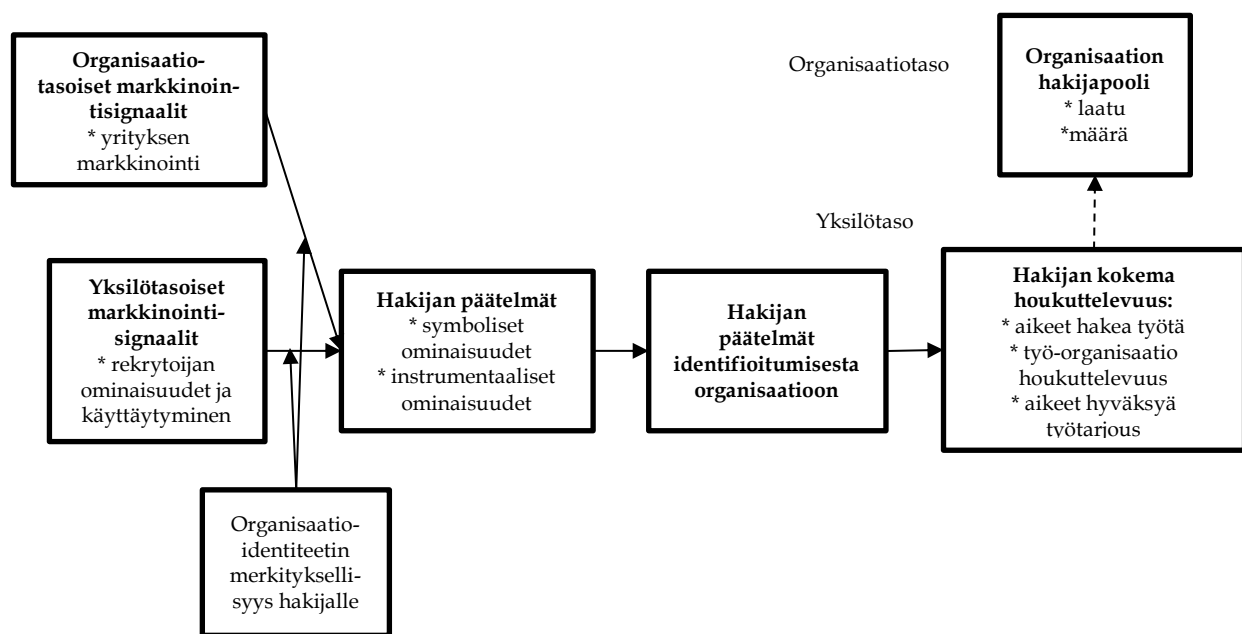 Organisaatio-
tasoiset markkinoin-
tisignaalit
* yrityksen
markkinointi
Organisaatiotaso
Organisaation
hakijapooli
* laatu
*määrä
Yksilötaso
Yksilötasoiset
markkinointi-
signaalit
* rekrytoijan
ominaisuudet ja
käyttäytyminen
Hakijan päätelmät
* symboliset
ominaisuudet
* instrumentaaliset
ominaisuudet
Hakijan
päätelmät
identifioitumisesta
organisaatioon
Hakijan kokema
houkuttelevuus:
* aikeet hakea työtä
* työ-organisaatio
houkuttelevuus
* aikeet hyväksyä
työtarjous
Organisaatio-
identiteetin
merkitykselli-
syys hakijalle